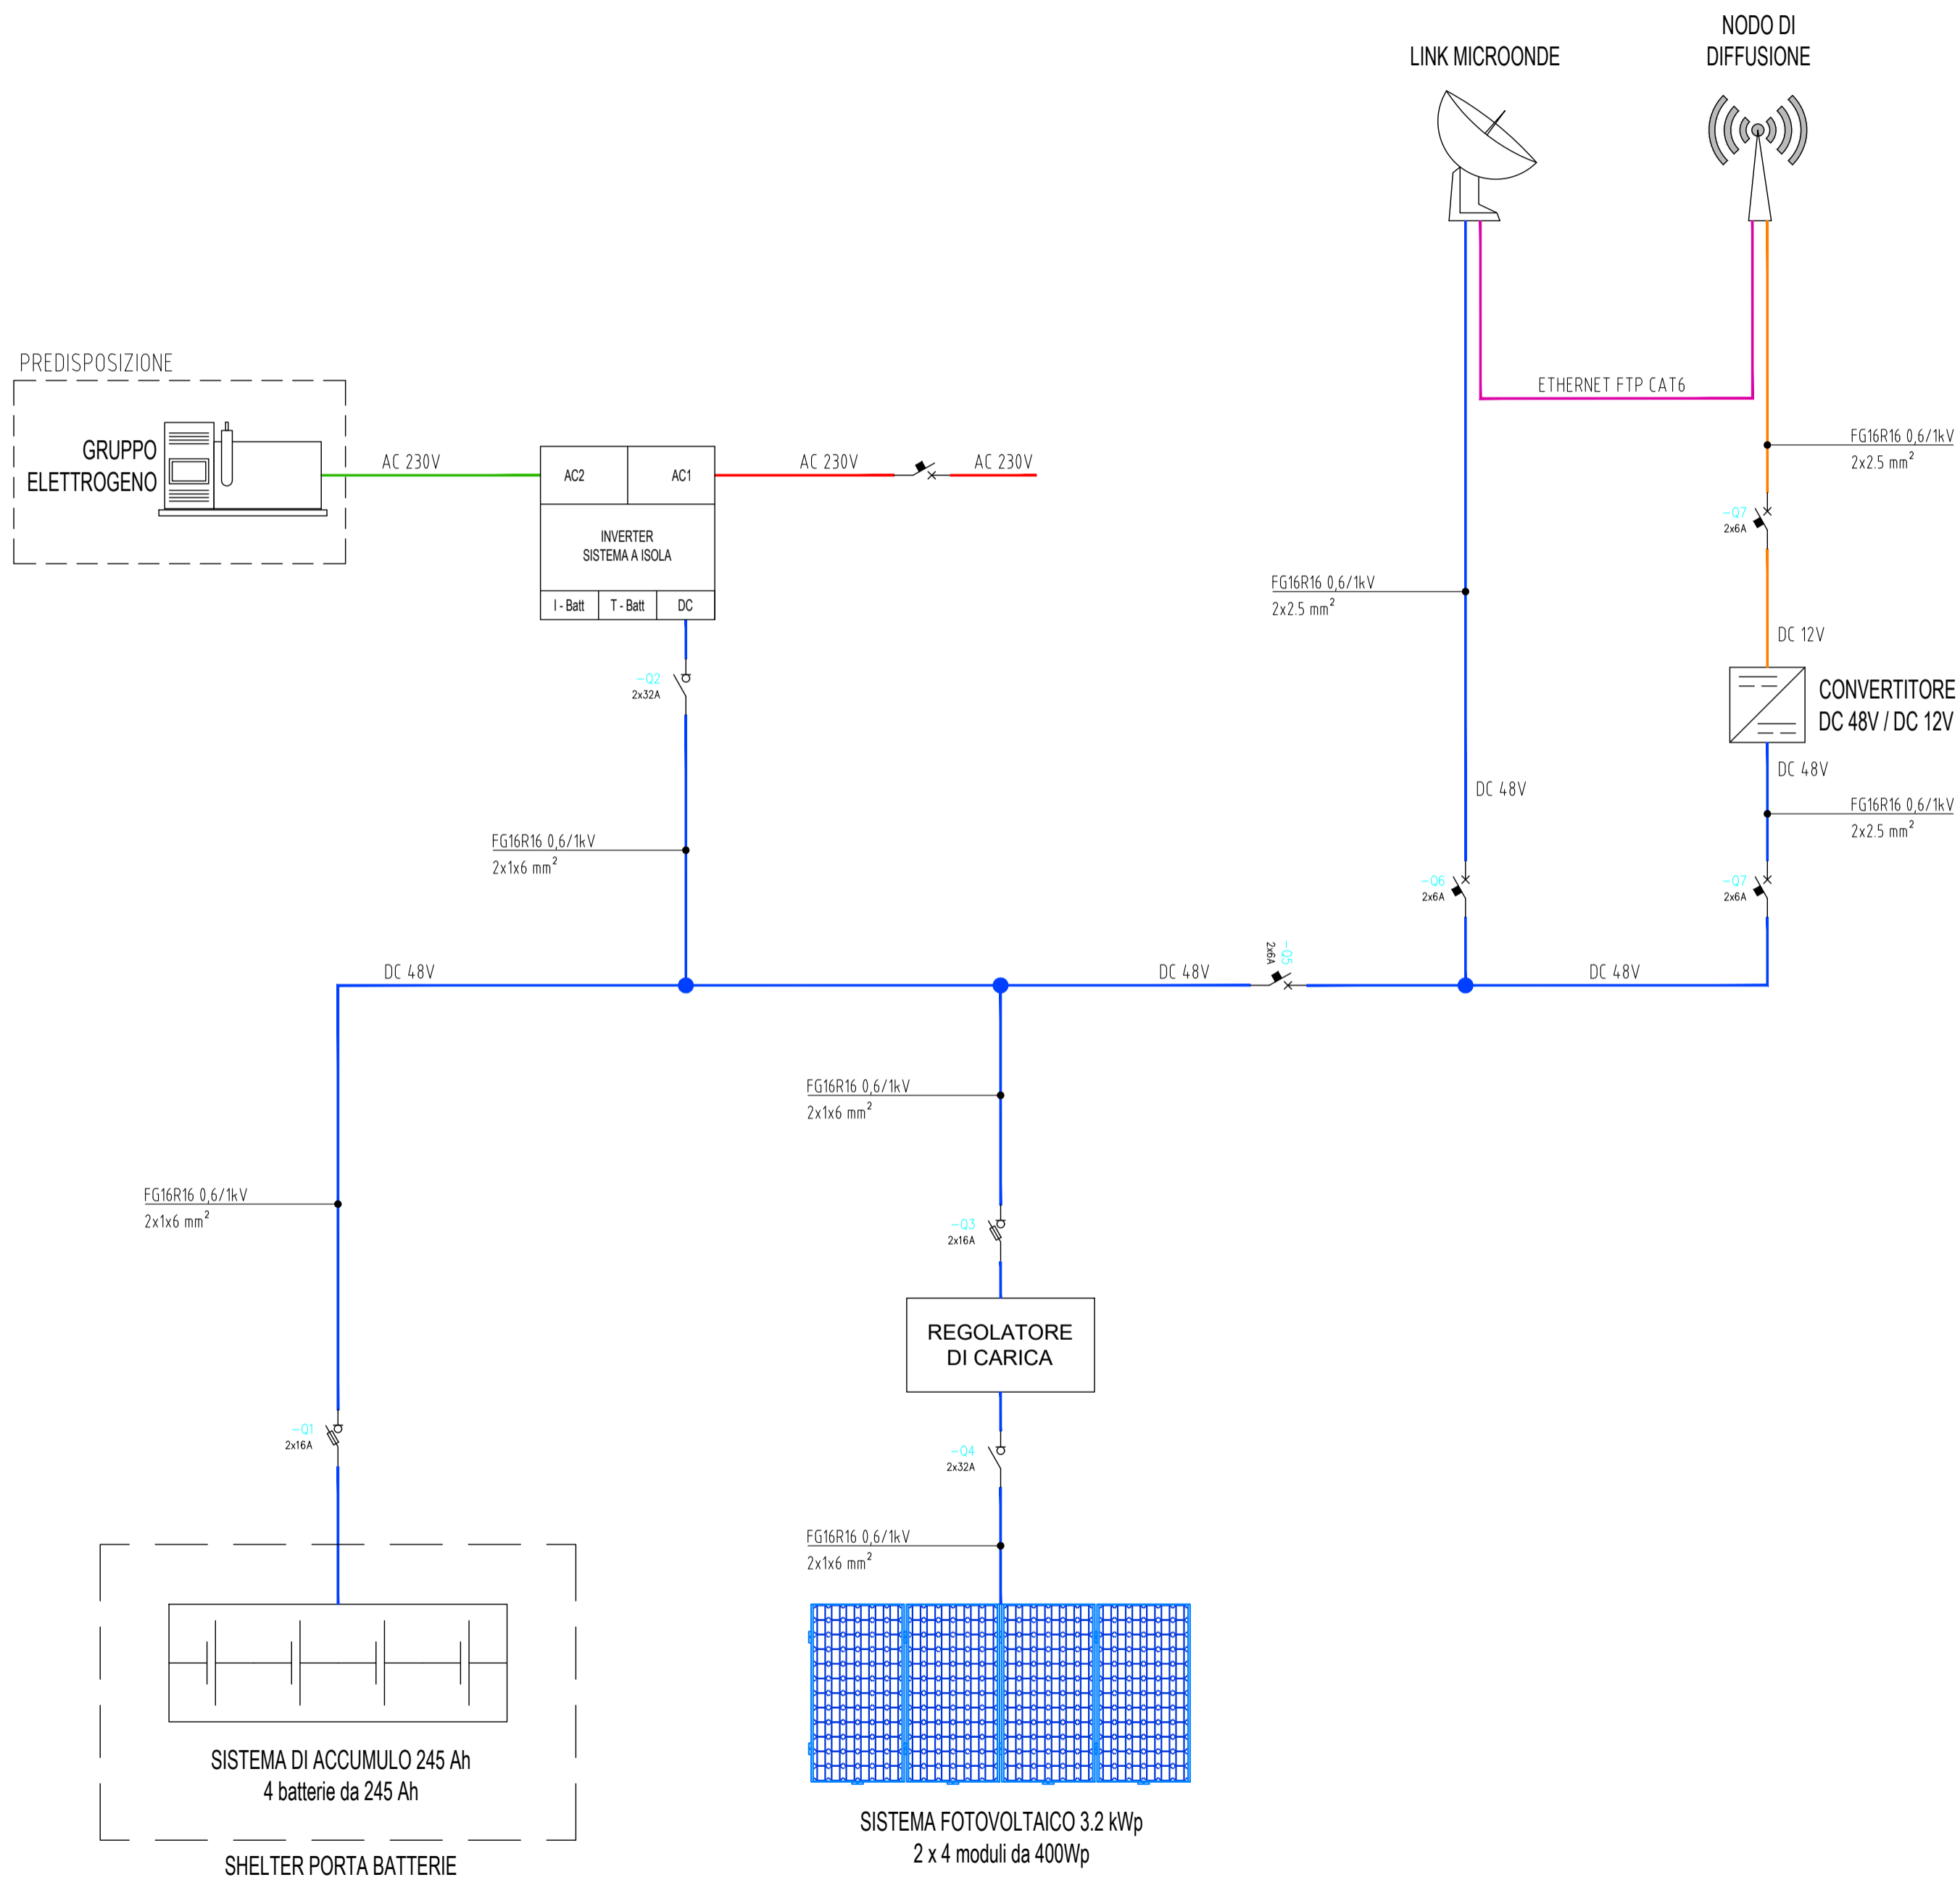 NODO DI
DIFFUSIONE
LINK MICROONDE
PREDISPOSIZIONE
GRUPPO
ELETTROGENO
AC 230V
AC2
AC1
AC 230V
AC 230V
INVERTER
SISTEMA A ISOLA
I - Batt
T - Batt
DC
ETHERNET FTP CAT6
FG16R16 0,6/1kV
2x2.5 mm²
-Q7
2x6A
FG16R16 0,6/1kV
2x2.5 mm²
DC 12V
CONVERTITORE
DC 48V / DC 12V
DC 48V
-Q2
2x32A
DC 48V
FG16R16 0,6/1kV
2x2.5 mm²
FG16R16 0,6/1kV
2x1x6 mm²
-Q6
2x6A
-Q7
2x6A
-Q5
2x6A
DC 48V
DC 48V
DC 48V
FG16R16 0,6/1kV
2x1x6 mm²
FG16R16 0,6/1kV
2x1x6 mm²
-Q3
2x16A
REGOLATORE
DI CARICA
-Q1
2x16A
-Q4
2x32A
FG16R16 0,6/1kV
2x1x6 mm²
SISTEMA DI ACCUMULO 245 Ah
4 batterie da 245 Ah
SHELTER PORTA BATTERIE
SISTEMA FOTOVOLTAICO 3.2 kWp
2 x 4 moduli da 400Wp